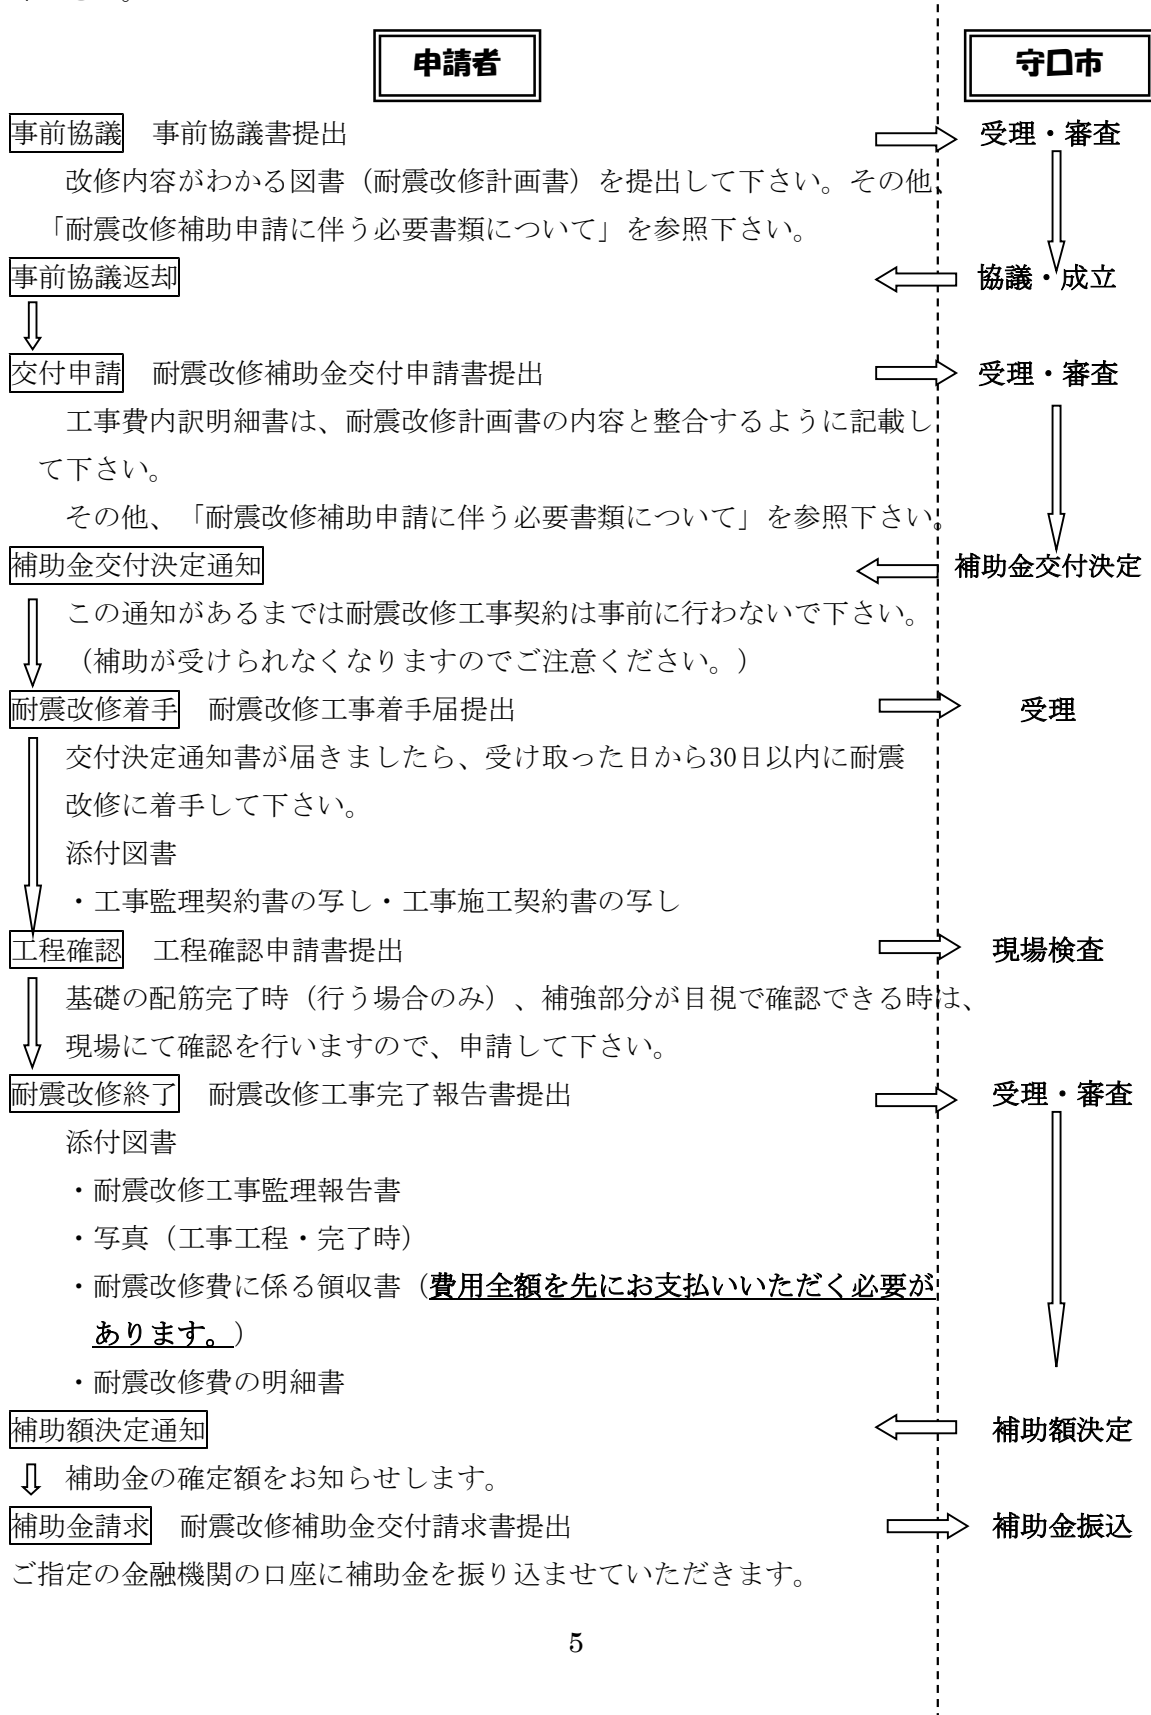 申請者　守口市
事前協議　事前協議書提出　受理・審査
改修内容がわかる図書（耐震改修計画書）を提出して下さい。その他、
「耐震改修補助申請に伴う必要書類について」を参照下さい。
事前協議返却　協議・成立
交付申請　耐震改修補助金交付申請書提出　受理・審査
工事費内訳明細書は、耐震改修計画書の内容と整合するように記載し
て下さい。
その他、「耐震改修補助申請に伴う必要書類について」を参照下さい。
補助金交付決定通知　補助金交付決定
この通知があるまでは耐震改修工事契約は事前に行わないで下さい。
（補助が受けられなくなりますのでご注意ください。）
耐震改修着手　耐震改修工事着手届提出　受理
交付決定通知書が届きましたら、受け取った日から30日以内に耐震
改修に着手して下さい。
添付図書
・工事監理契約書の写し・工事施工契約書の写し
工程確認　工程確認申請書提出　現場検査
基礎の配筋完了時（行う場合のみ）、補強部分が目視で確認できる時は、
現場にて確認を行いますので、申請して下さい。
耐震改修終了　耐震改修工事完了報告書提出　受理・審査
添付図書
・耐震改修工事監理報告書
・写真（工事工程・完了時）
・耐震改修費に係る領収書（費用全額を先にお支払いいただく必要が
あります。）
・耐震改修費の明細書
補助額決定通知　補助額決定
補助金の確定額をお知らせします。
補助金請求　耐震改修補助金交付請求書提出　補助金振込
ご指定の金融機関の口座に補助金を振り込ませていただきます。
5